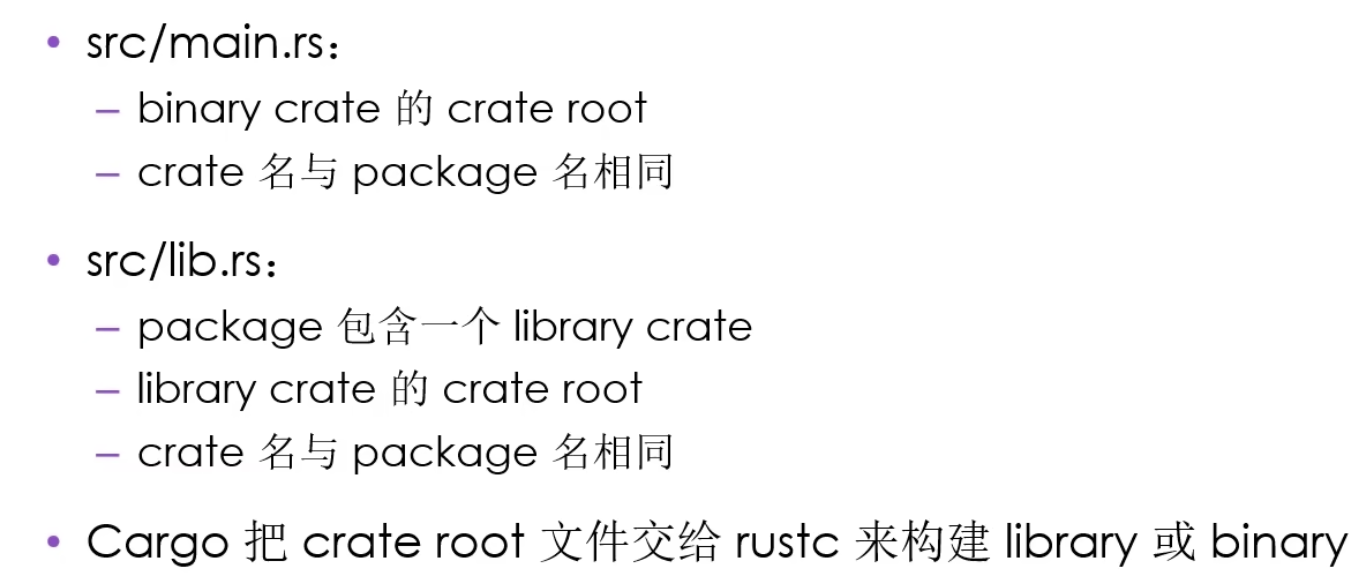 • src/main.rs：
– binary crate 的 crate root
– crate 名与 package 名相同
• src/lib.rs：
– package 包含一个 library crate
– library crate 的 crate root
– crate 名与 package 名相同
• Cargo 把 crate root 文件交给 rustc 来构建 library 或 binary